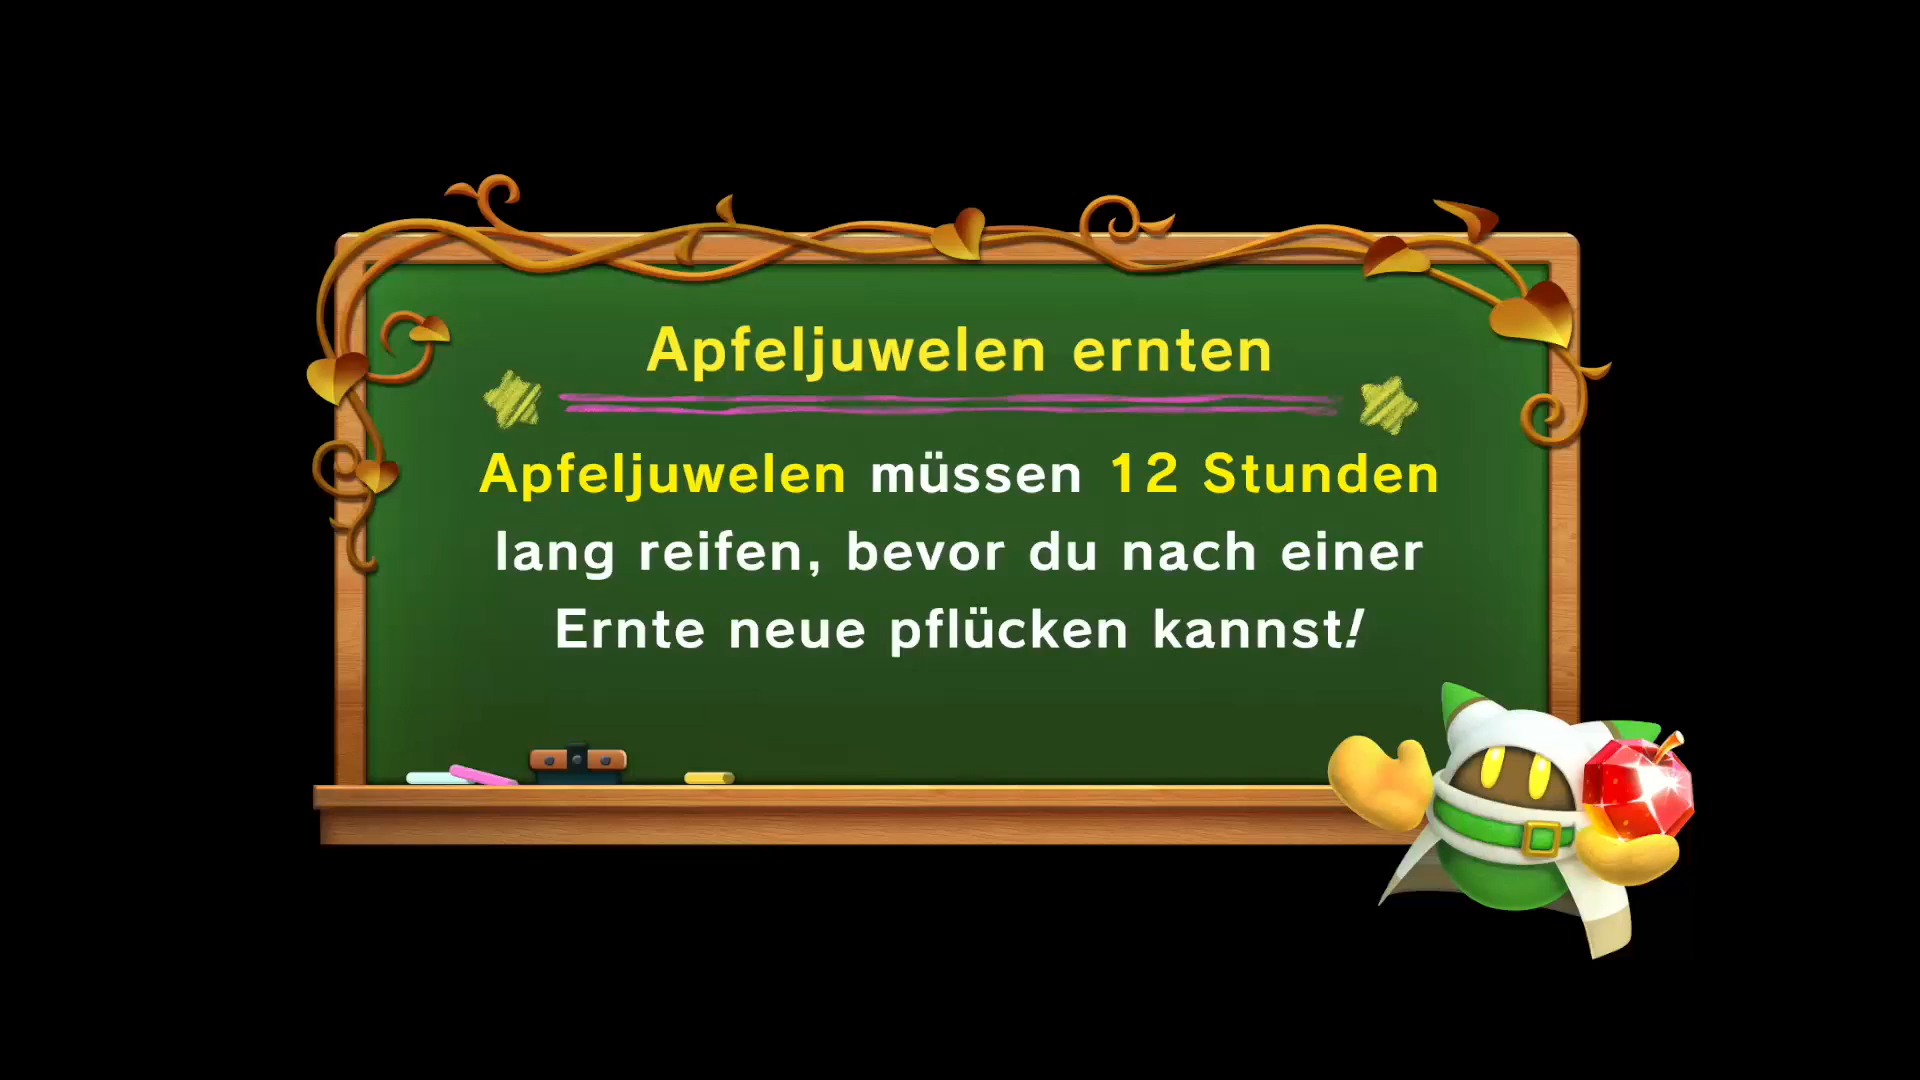 Apfeljuwelen ernten
Apfeljuwelen müssen 12 Stunden
lang reifen, bevor du nach einer
Ernte neue pflücken kannst!